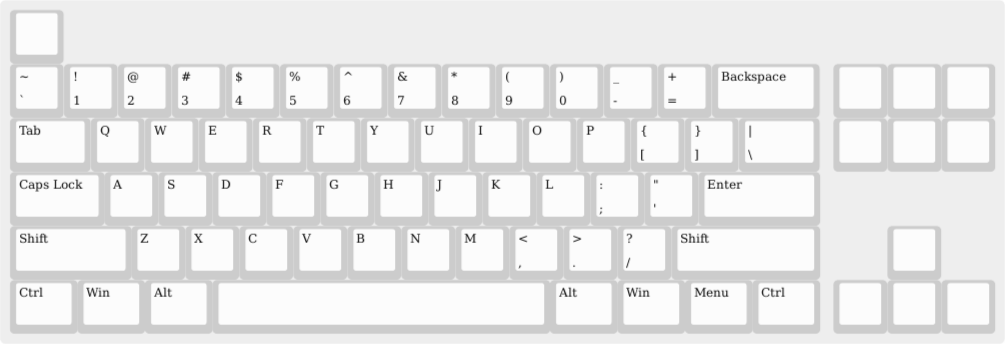 ~ ! @ # $ % ^ & * ( ) _ + Backspace
` 1 2 3 4 5 6 7 8 9 0 - =
Tab Q W E R T Y U I O P { } |
[ ] \
Caps Lock A S D F G H J K L : " Enter
; '
Shift Z X C V B N M < > ? Shift
, . /
Ctrl Win Alt Alt Win Menu Ctrl